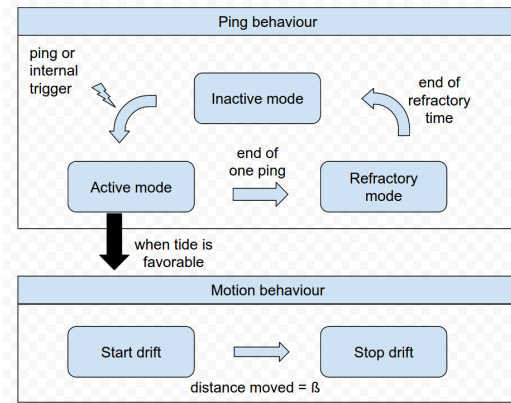 Ping behaviour
ping or
internal
trigger
Inactive mode
end of
refractory
time
end of
one ping
Active mode
Refractory
mode
when tide is
favorable
Motion behaviour
Start drift
Stop drift
distance moved = ß